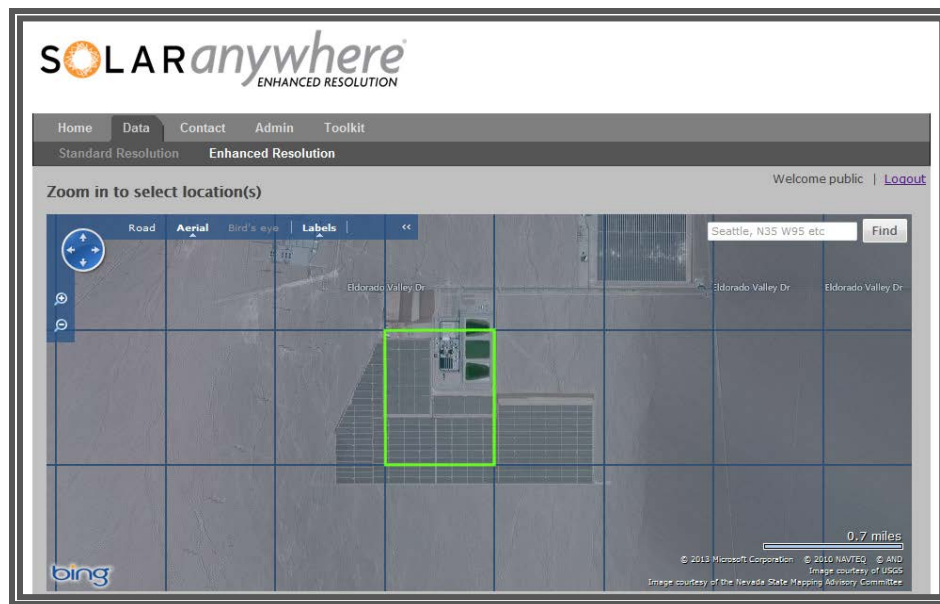 SOLARanywhere
ENHANCED RESOLUTION
Home Data Contact Admin Toolkit
Standard Resolution Enhanced Resolution
Welcome public | Logout
Zoom in to select location(s)
Road Aerial Bird's eye | Labels | <<
Seattle, N35 W95 etc Find
Eldorado Valley Dr Eldorado Valley Dr Eldorado Valley Dr
0.7 miles
© 2013 Microsoft Corporation © 2010 NAVTEQ © AND
Image courtesy of USGS
Image courtesy of the Nevada State Mapping Advisory Committee
bing